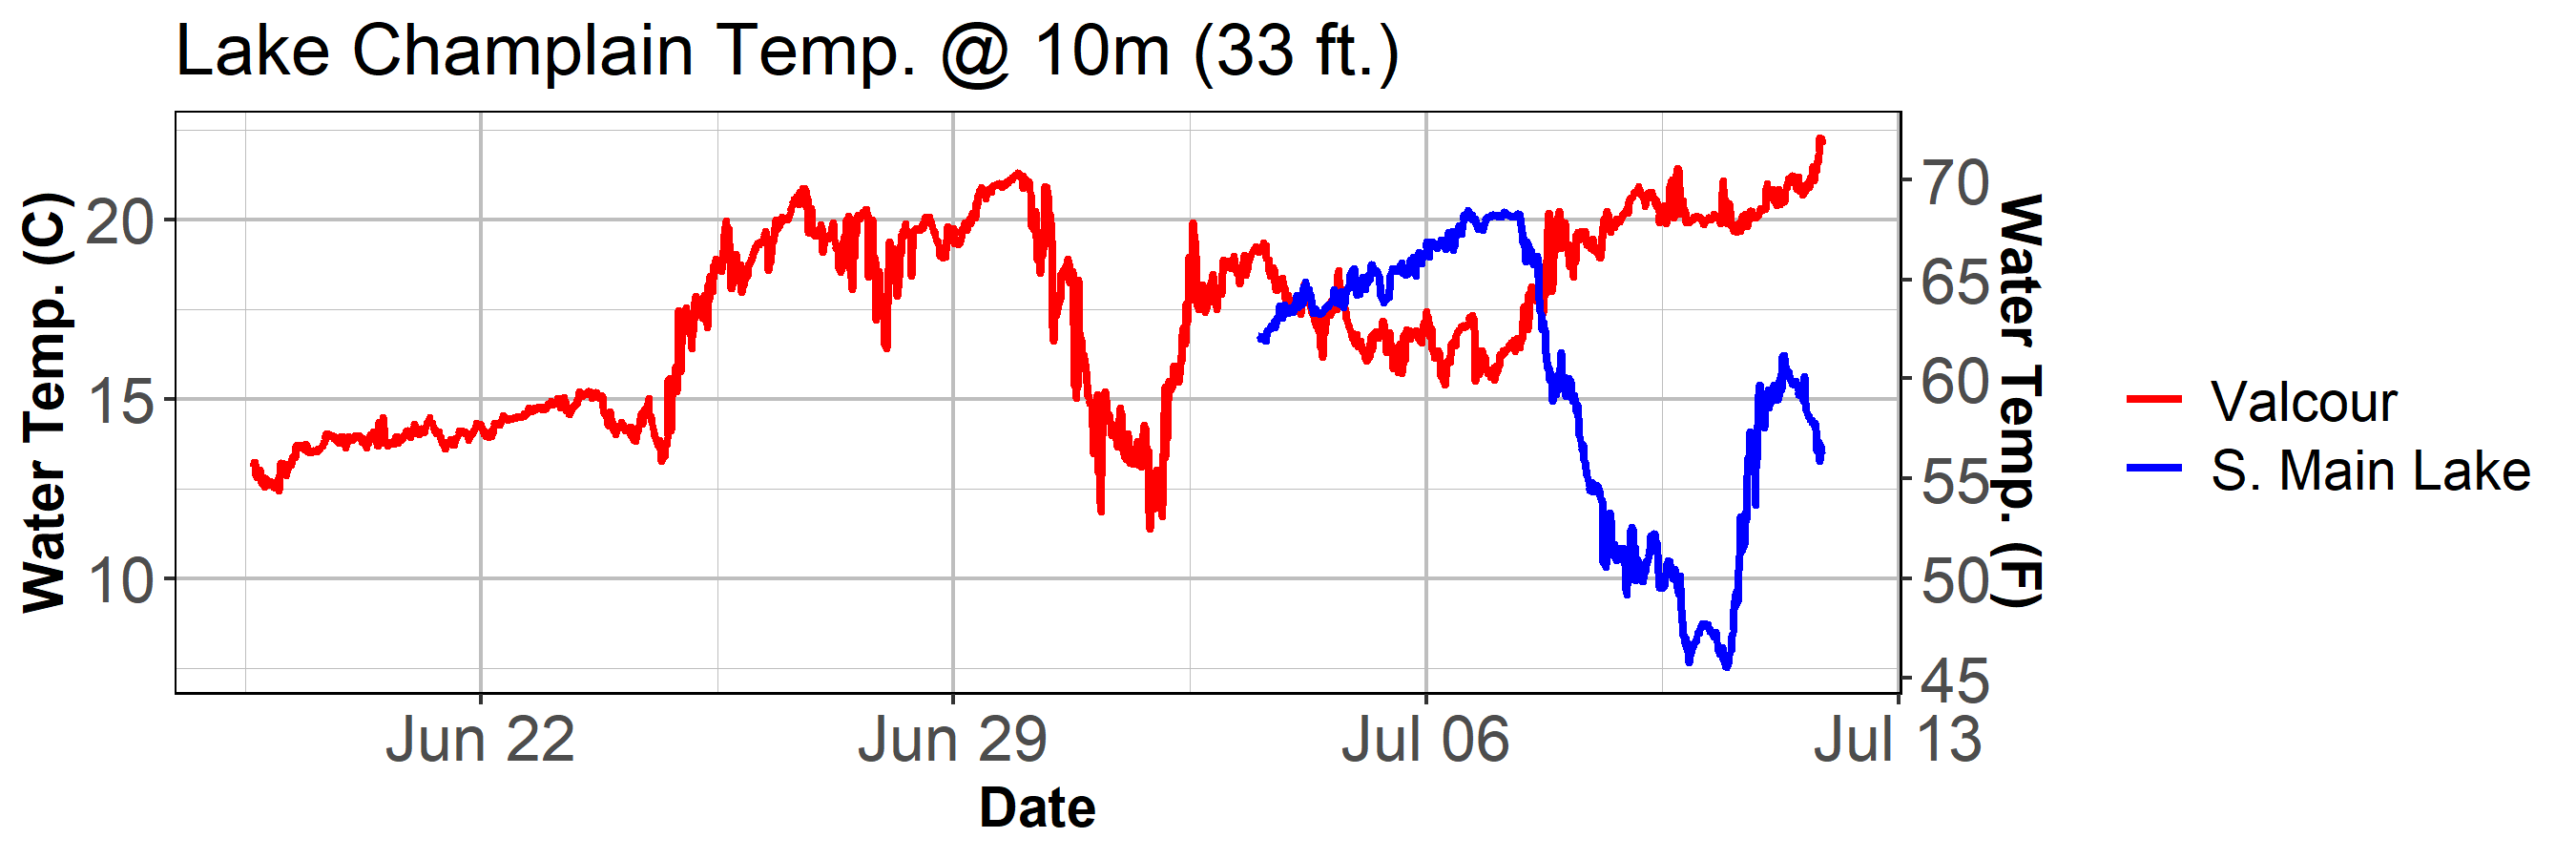 Lake Champlain Temp. @ 10m (33 ft.)
Water Temp. (C)
20
15
10
70
65
60
55
50
45
Water Temp. (F)
Jun 22
Jun 29
Jul 06
Jul 13
Date
Valcour
S. Main Lake